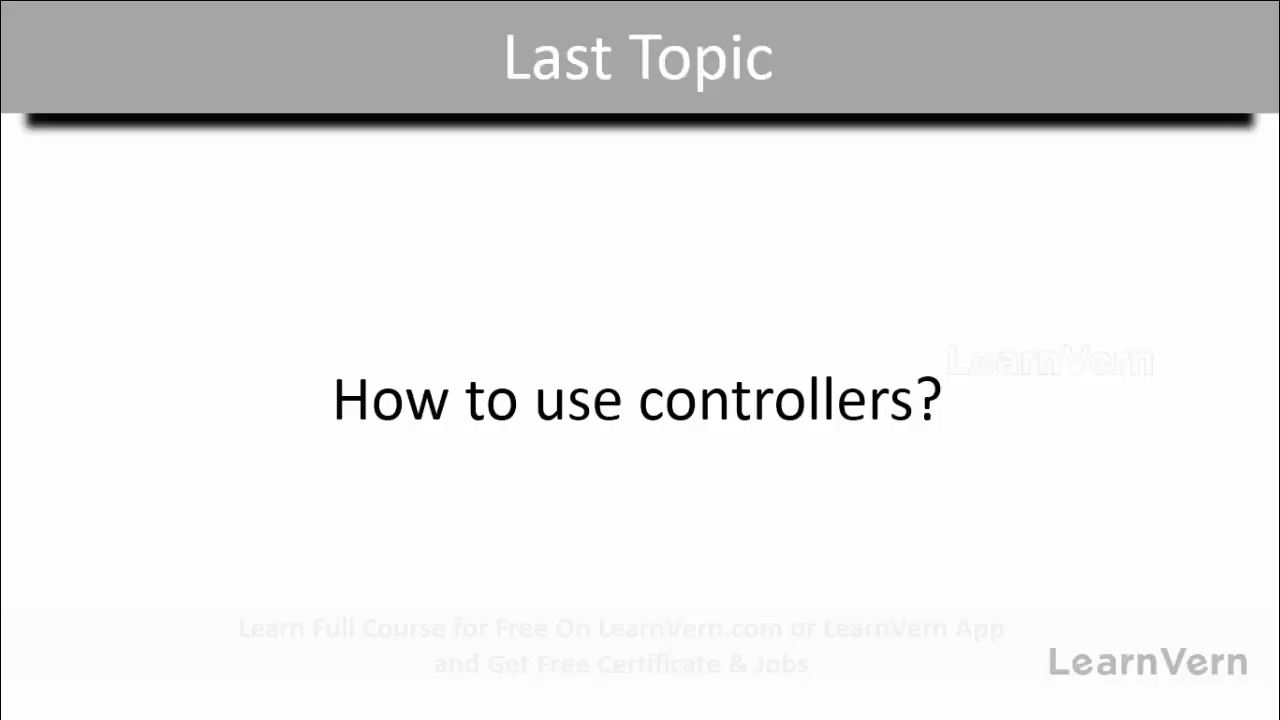 Last Topic
LearnVern
How to use controllers?
Learn Full Course for Free On LearnVern.com or LearnVern App
and Get Free Certificate & Jobs
LearnVern